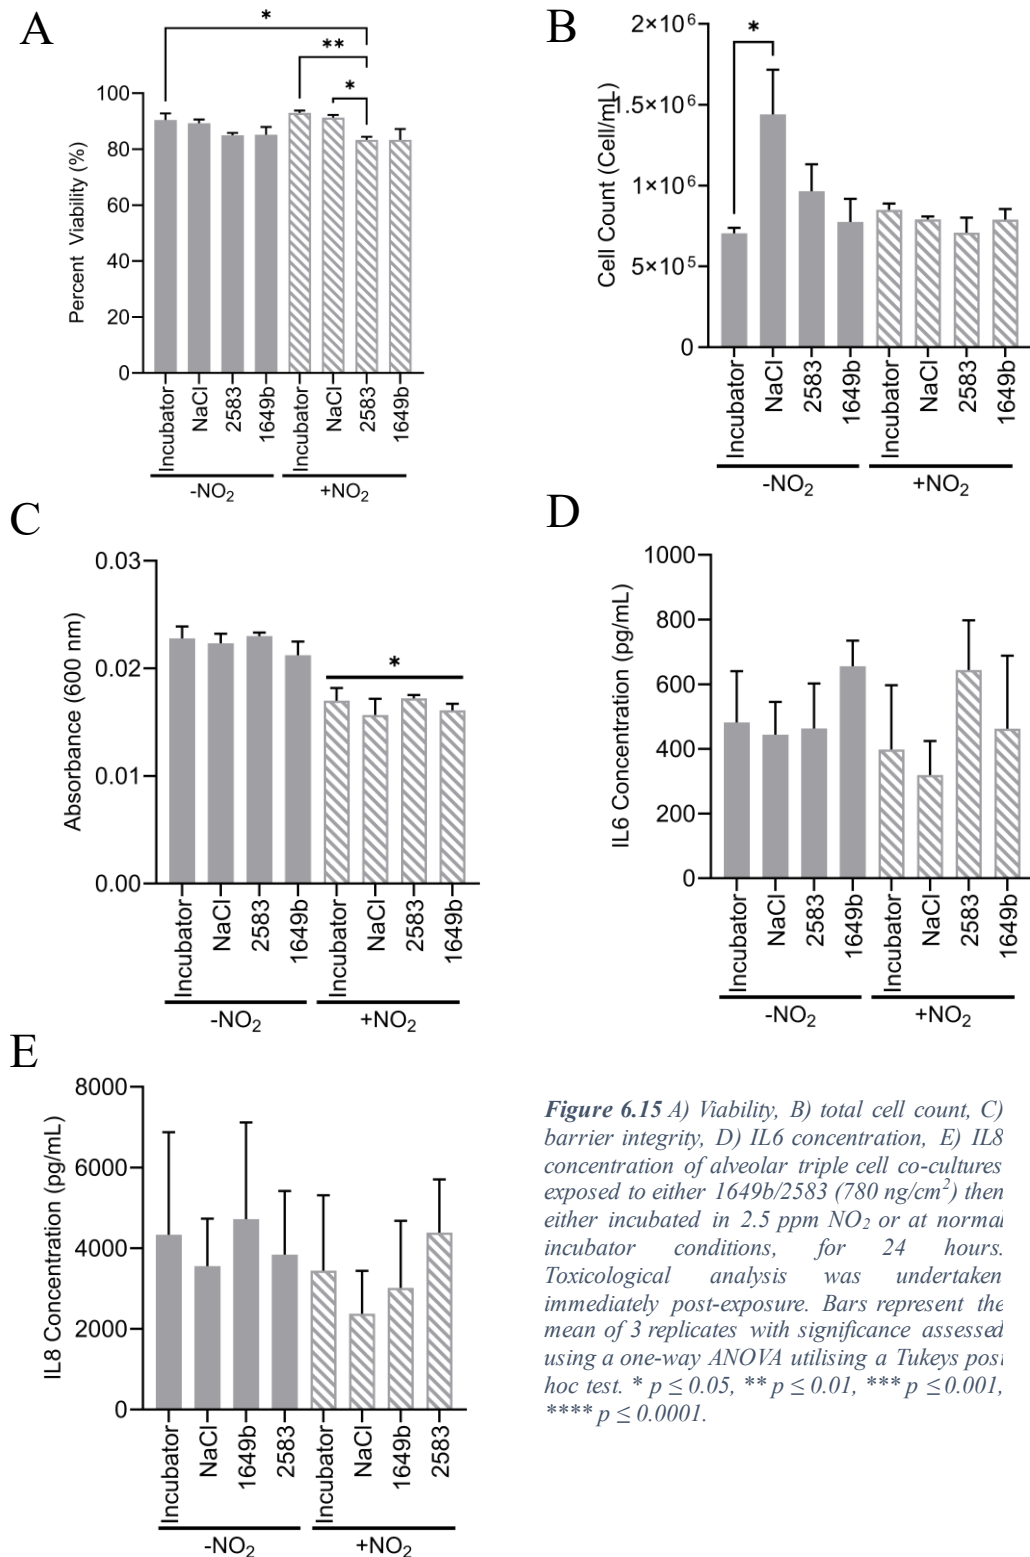 A
*
**
*
100
80
60
40
20
0
Percent Viability (%)
Incubator
NaCl
2583
1649b
Incubator
NaCl
2583
1649b
-NO₂
+NO₂
B
*
2×10⁶
1.5×10⁶
1×10⁶
5×10⁵
0
Cell Count (Cell/mL)
Incubator
NaCl
2583
1649b
Incubator
NaCl
2583
1649b
-NO₂
+NO₂
C
*
0.03
0.02
0.01
0.00
Absorbance (600 nm)
Incubator
NaCl
2583
1649b
Incubator
NaCl
2583
1649b
-NO₂
+NO₂
D
1000
800
600
400
200
0
IL6 Concentration (pg/mL)
Incubator
NaCl
2583
1649b
Incubator
NaCl
2583
1649b
-NO₂
+NO₂
E
8000
6000
4000
2000
0
IL8 Concentration (pg/mL)
Incubator
NaCl
1649b
2583
Incubator
NaCl
1649b
2583
-NO₂
+NO₂
Figure 6.15 A) Viability, B) total cell count, C)
barrier integrity, D) IL6 concentration, E) IL8
concentration of alveolar triple cell co-cultures
exposed to either 1649b/2583 (780 ng/cm²) then
either incubated in 2.5 ppm NO₂ or at normal
incubator conditions, for 24 hours.
Toxicological analysis was undertaken
immediately post-exposure. Bars represent the
mean of 3 replicates with significance assessed
using a one-way ANOVA utilising a Tukeys post
hoc test. * p ≤ 0.05, ** p ≤ 0.01, *** p ≤ 0.001,
**** p ≤ 0.0001.